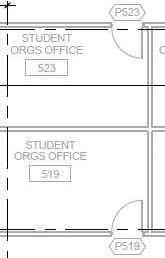 P523
STUDENT
ORGS OFFICE
523
STUDENT
ORGS OFFICE
519
P519